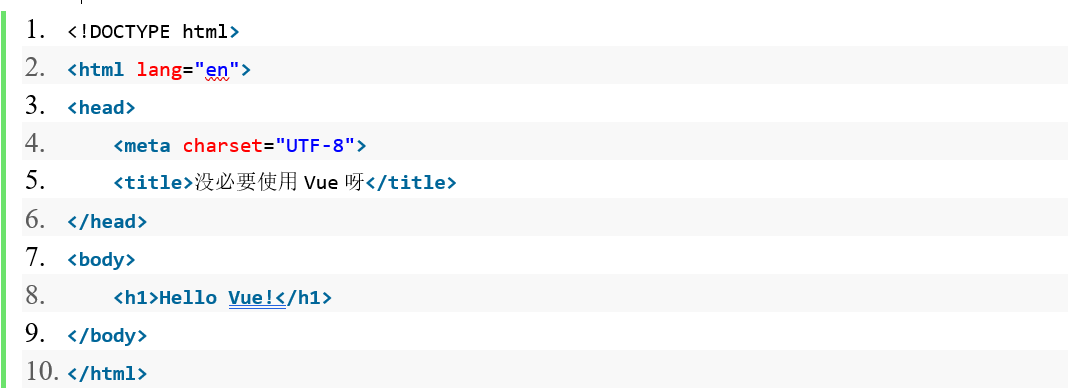 1. <!DOCTYPE html>
2. <html lang="en">
3. <head>
4.     <meta charset="UTF-8">
5.     <title>没必要使用 Vue 呀</title>
6. </head>
7. <body>
8.     <h1>Hello Vue!</h1>
9. </body>
10. </html>